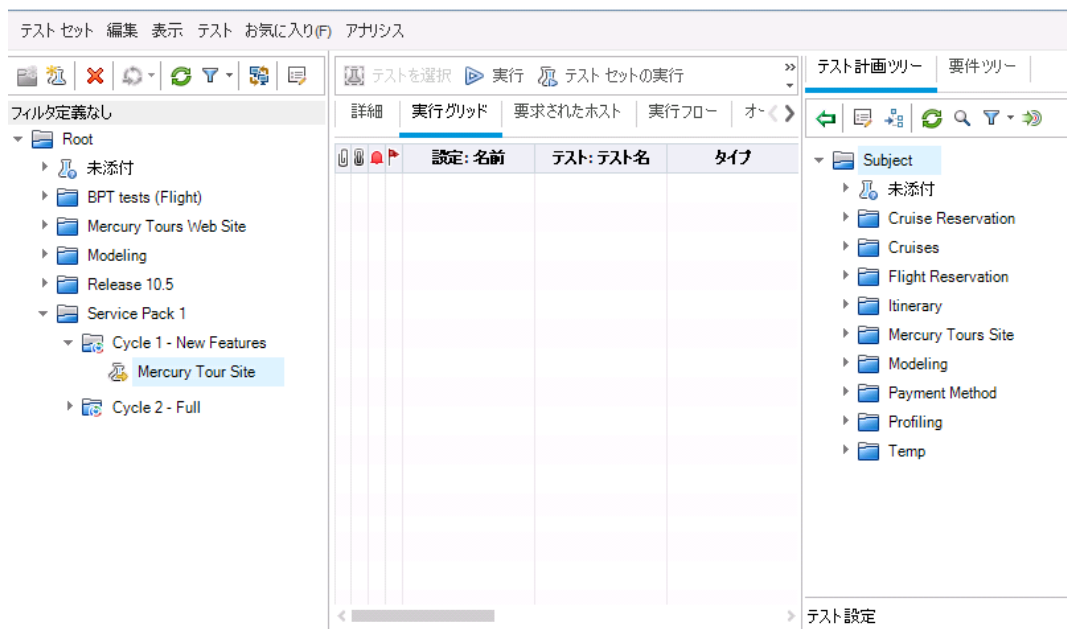 テスト セット 編集 表示 テスト お気に入り(F) アナリシス
フィルタ定義なし
Root
未添付
BPT tests (Flight)
Mercury Tours Web Site
Modeling
Release 10.5
Service Pack 1
Cycle 1 - New Features
Mercury Tour Site
Cycle 2 - Full
テストを選択 実行 テスト セットの実行 »
詳細 実行グリッド 要求されたホスト 実行フロー オー
設定: 名前 テスト: テスト名 タイプ
テスト計画ツリー 要件ツリー
Subject
未添付
Cruise Reservation
Cruises
Flight Reservation
Itinerary
Mercury Tours Site
Modeling
Payment Method
Profiling
Temp
テスト設定